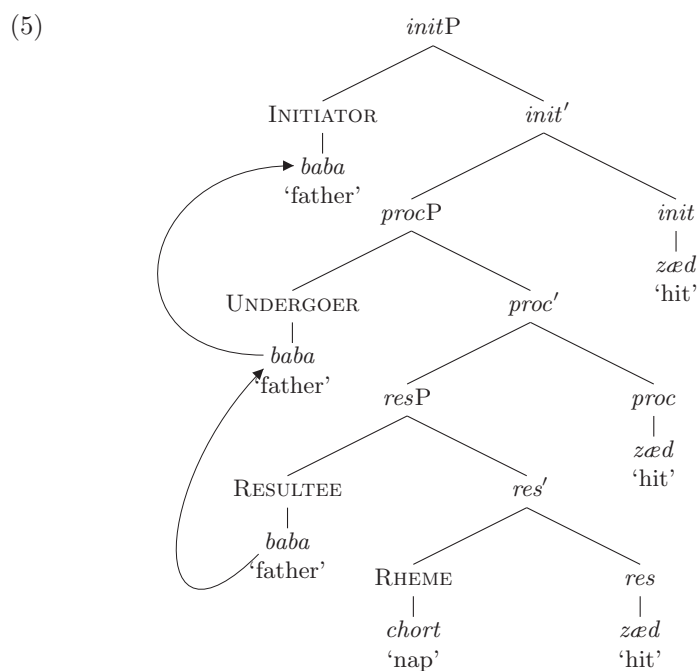 (5)
initP
INITIATOR
init′
baba
‘father’
procP
init
zæd
‘hit’
UNDERGOER
proc′
baba
‘father’
resP
proc
zæd
‘hit’
RESULTEE
res′
baba
‘father’
RHEME
res
chort
zæd
‘nap’
‘hit’